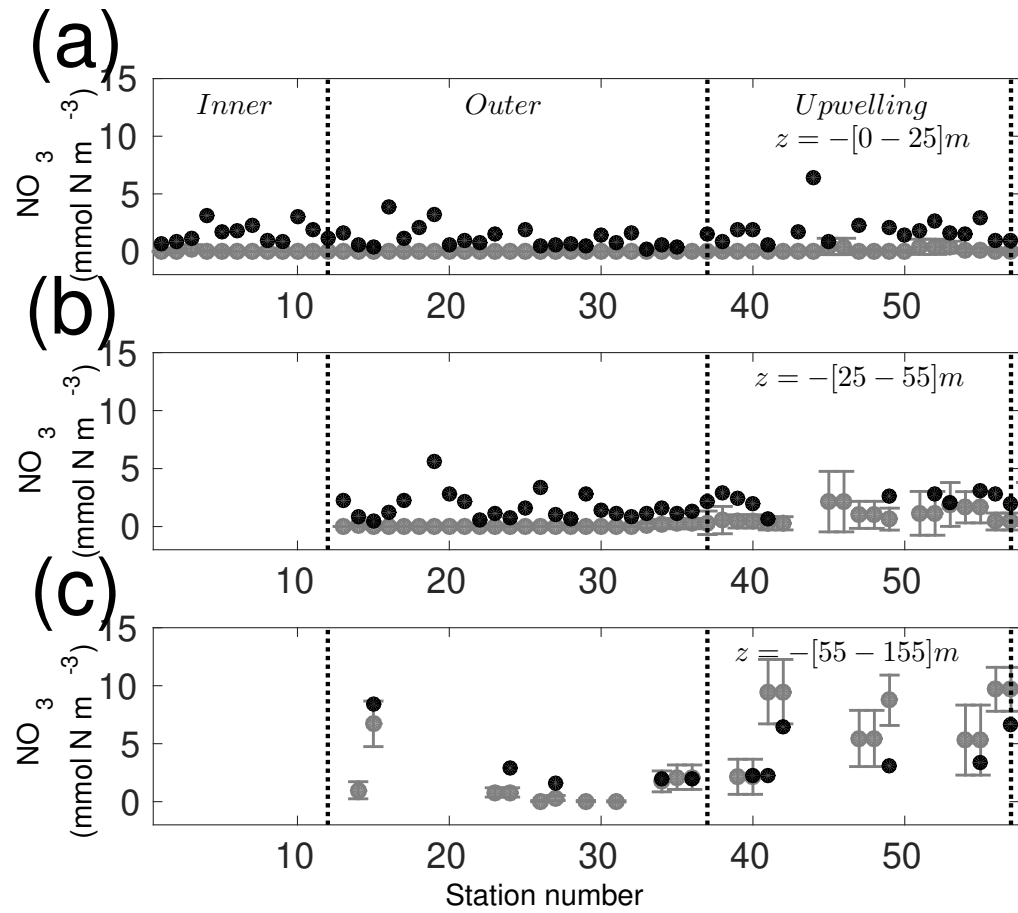 (a)
15
10
5
0
NO 3
(mmol N m -3)
Inner
Outer
Upwelling
z = −[0 − 25]m
10
20
30
40
50
(b)
15
10
5
0
NO 3
(mmol N m -3)
z = −[25 − 55]m
10
20
30
40
50
(c)
15
10
5
0
NO 3
(mmol N m -3)
z = −[55 − 155]m
10
20
30
40
50
Station number